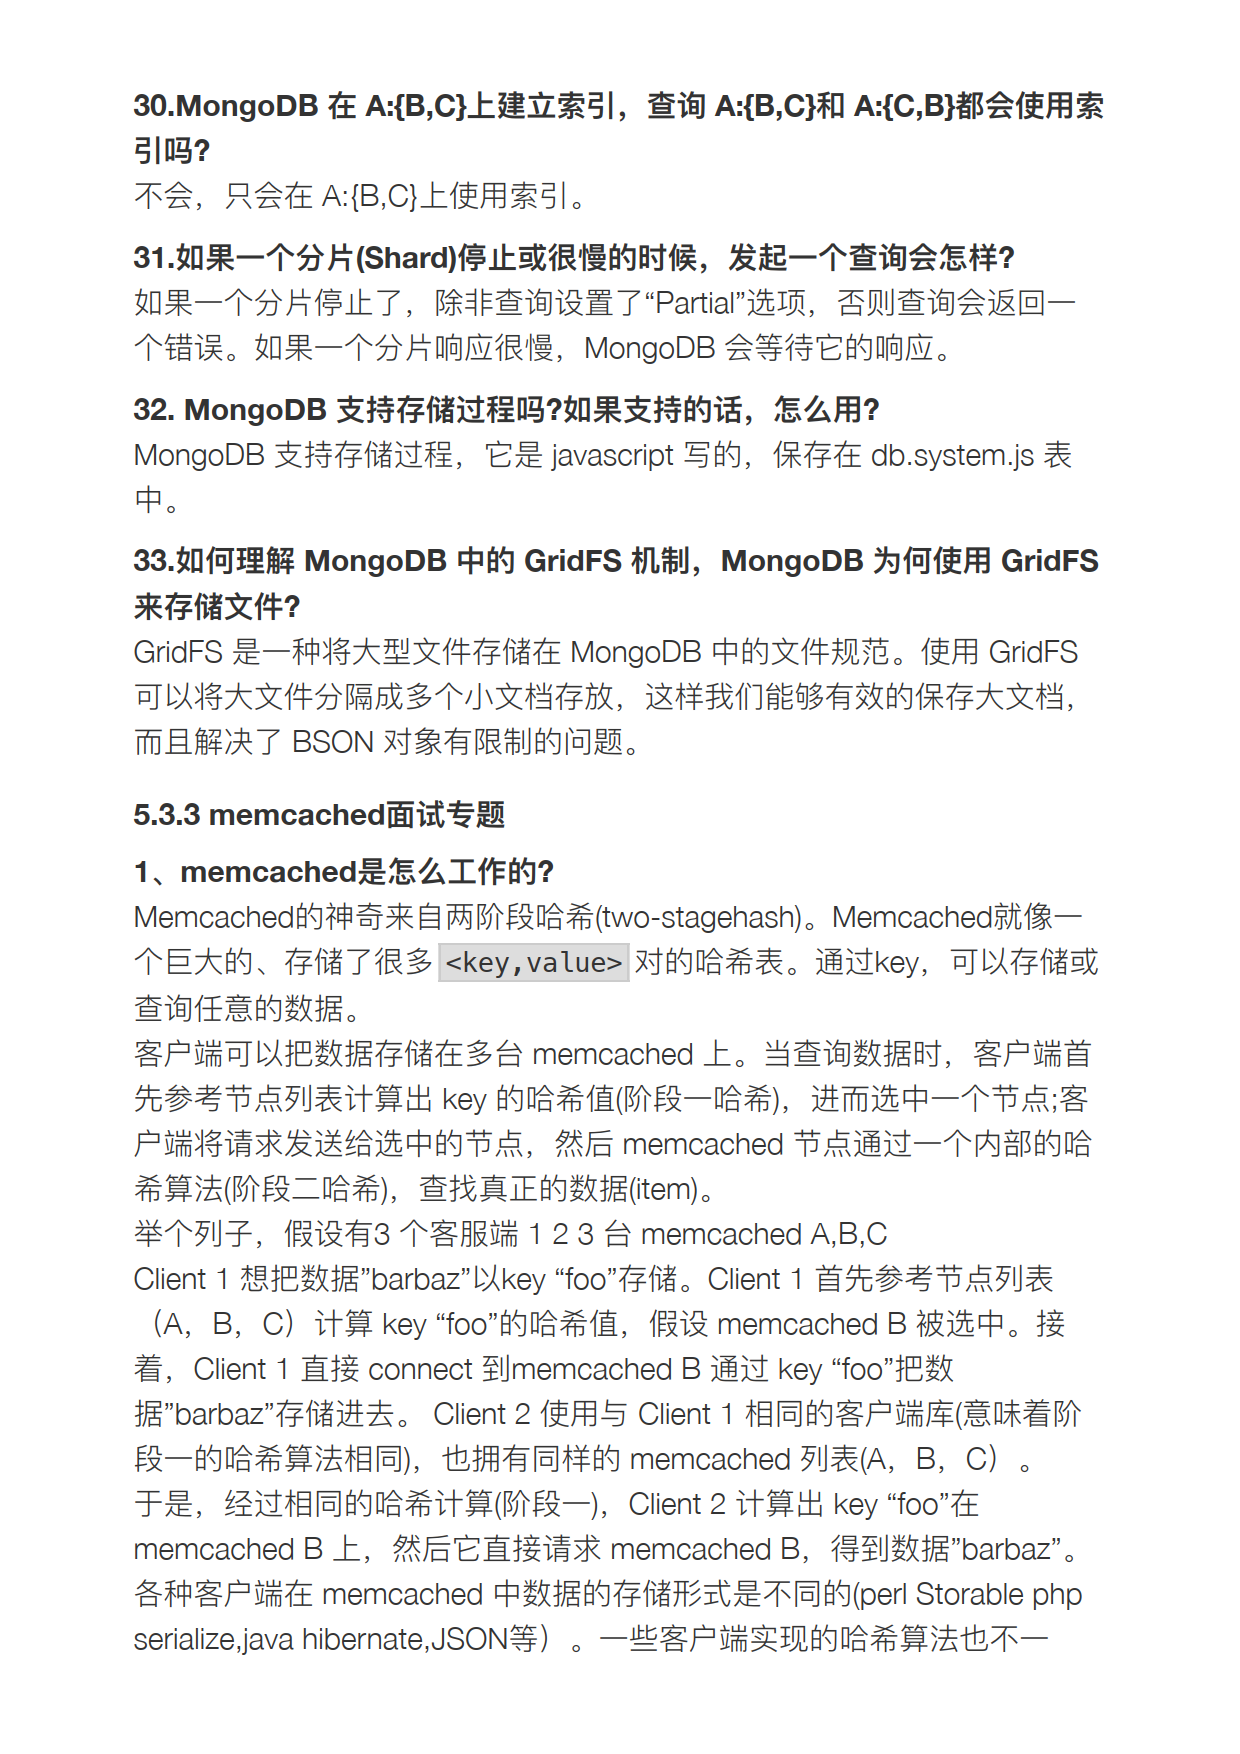 30.MongoDB 在 A:{B,C}上建立索引，查询 A:{B,C}和 A:{C,B}都会使用索
引吗?
不会，只会在 A:{B,C}上使用索引。
31.如果一个分片(Shard)停止或很慢的时候，发起一个查询会怎样?
如果一个分片停止了，除非查询设置了“Partial”选项，否则查询会返回一
个错误。如果一个分片响应很慢，MongoDB 会等待它的响应。
32. MongoDB 支持存储过程吗?如果支持的话，怎么用?
MongoDB 支持存储过程，它是 javascript 写的，保存在 db.system.js 表
中。
33.如何理解 MongoDB 中的 GridFS 机制，MongoDB 为何使用 GridFS
来存储文件?
GridFS 是一种将大型文件存储在 MongoDB 中的文件规范。使用 GridFS
可以将大文件分隔成多个小文档存放，这样我们能够有效的保存大文档，
而且解决了 BSON 对象有限制的问题。
5.3.3 memcached面试专题
1、memcached是怎么工作的?
Memcached的神奇来自两阶段哈希(two-stagehash)。Memcached就像一
个巨大的、存储了很多 <key,value> 对的哈希表。通过key，可以存储或
查询任意的数据。
客户端可以把数据存储在多台 memcached 上。当查询数据时，客户端首
先参考节点列表计算出 key 的哈希值(阶段一哈希)，进而选中一个节点;客
户端将请求发送给选中的节点，然后 memcached 节点通过一个内部的哈
希算法(阶段二哈希)，查找真正的数据(item)。
举个列子，假设有3 个客服端 1 2 3 台 memcached A,B,C
Client 1 想把数据”barbaz”以key “foo”存储。Client 1 首先参考节点列表
（A，B，C）计算 key “foo”的哈希值，假设 memcached B 被选中。接
着，Client 1 直接 connect 到memcached B 通过 key “foo”把数
据”barbaz”存储进去。 Client 2 使用与 Client 1 相同的客户端库(意味着阶
段一的哈希算法相同)，也拥有同样的 memcached 列表(A，B，C）。
于是，经过相同的哈希计算(阶段一)，Client 2 计算出 key “foo”在
memcached B 上，然后它直接请求 memcached B，得到数据”barbaz”。
各种客户端在 memcached 中数据的存储形式是不同的(perl Storable php
serialize,java hibernate,JSON等）。一些客户端实现的哈希算法也不一